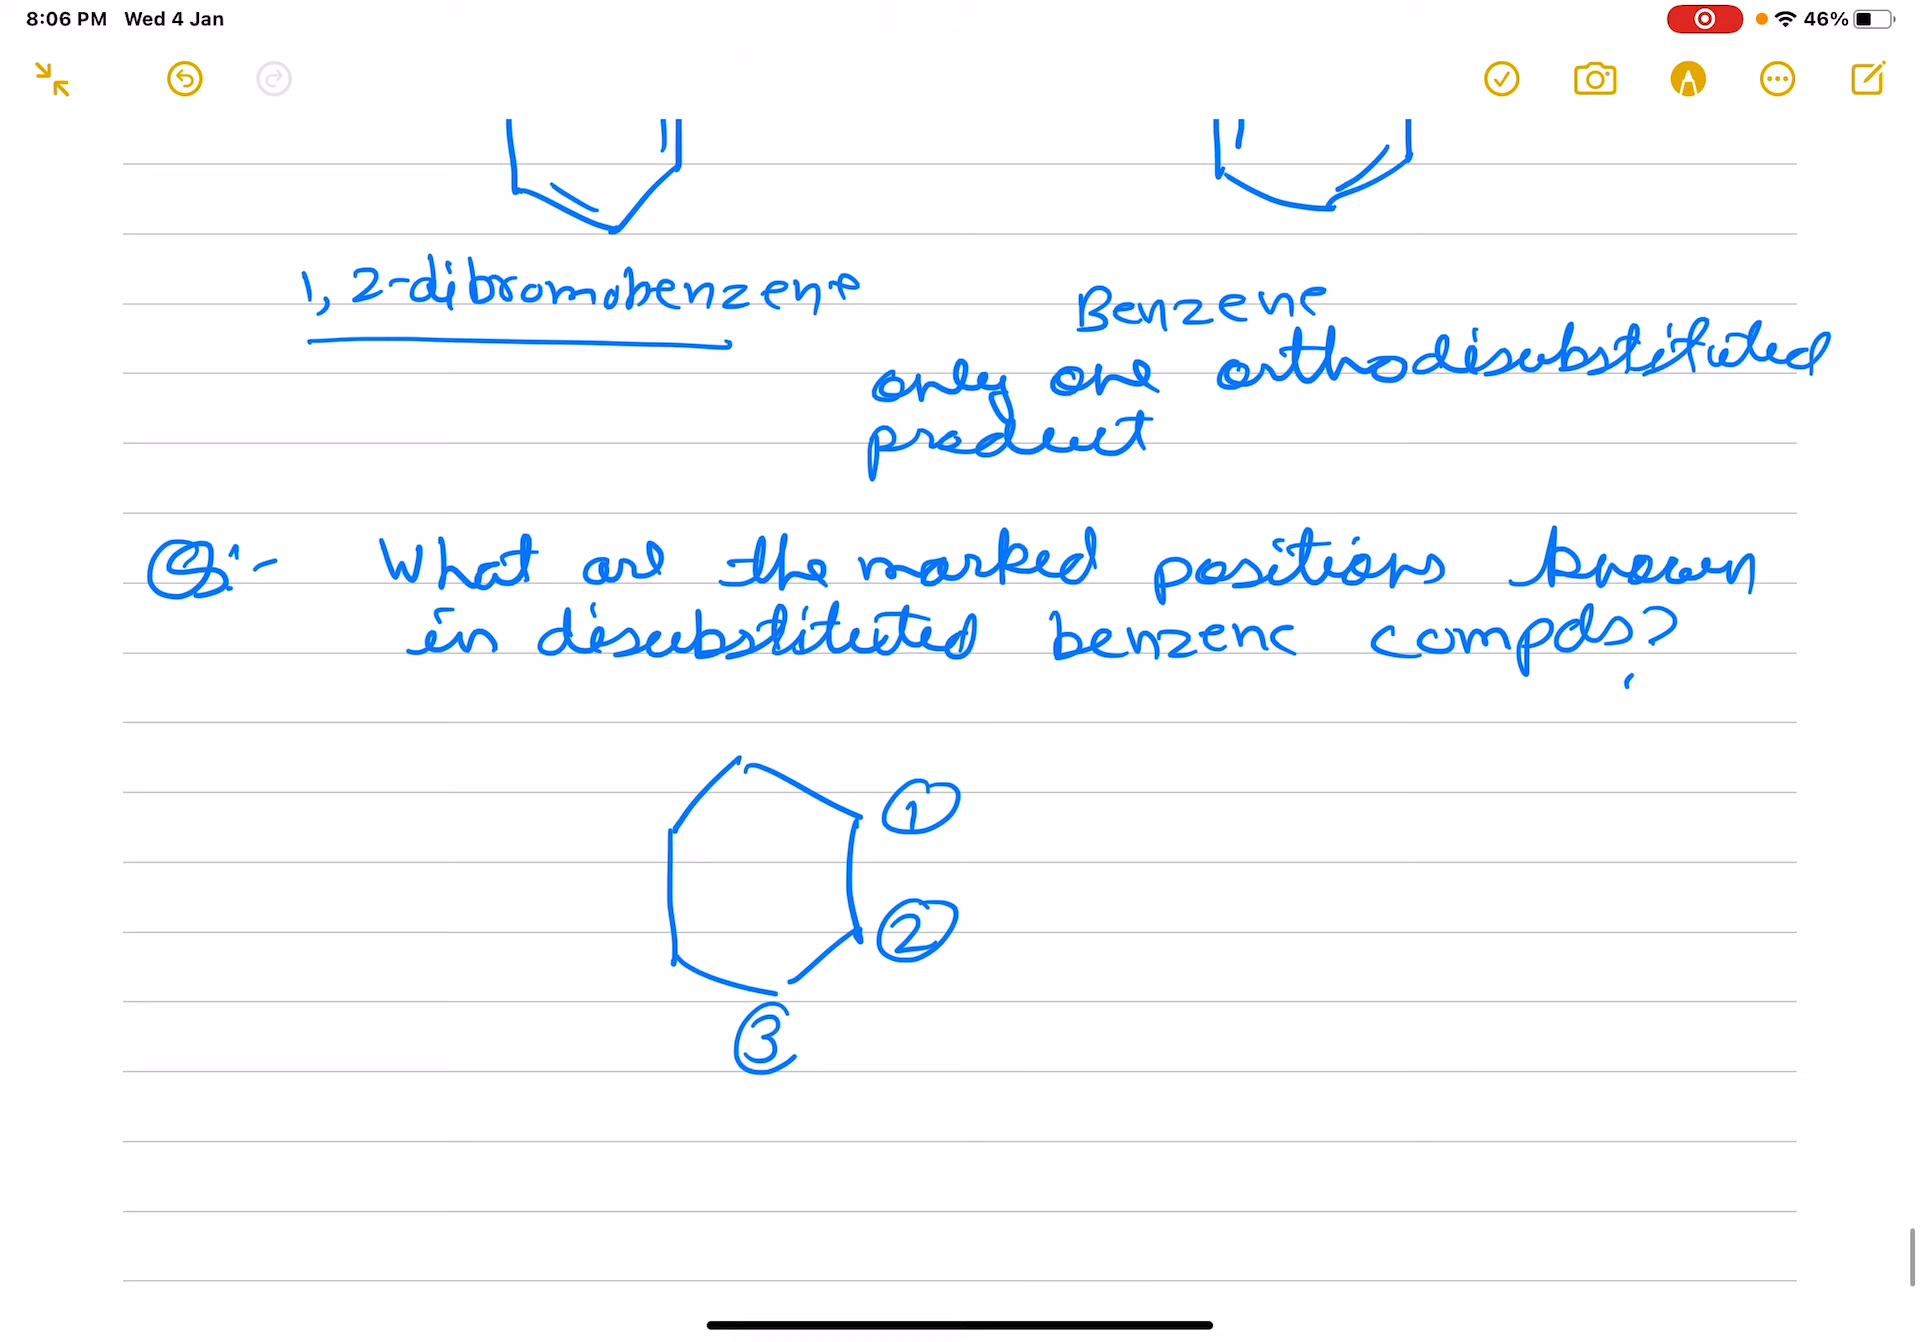 8:06 PM Wed 4 Jan
46%
1, 2-dibromobenzene
Benzene
only one orthodisubstituted
product
Q:- What are the marked positions known
in disubstituted benzene compds?
1
2
3